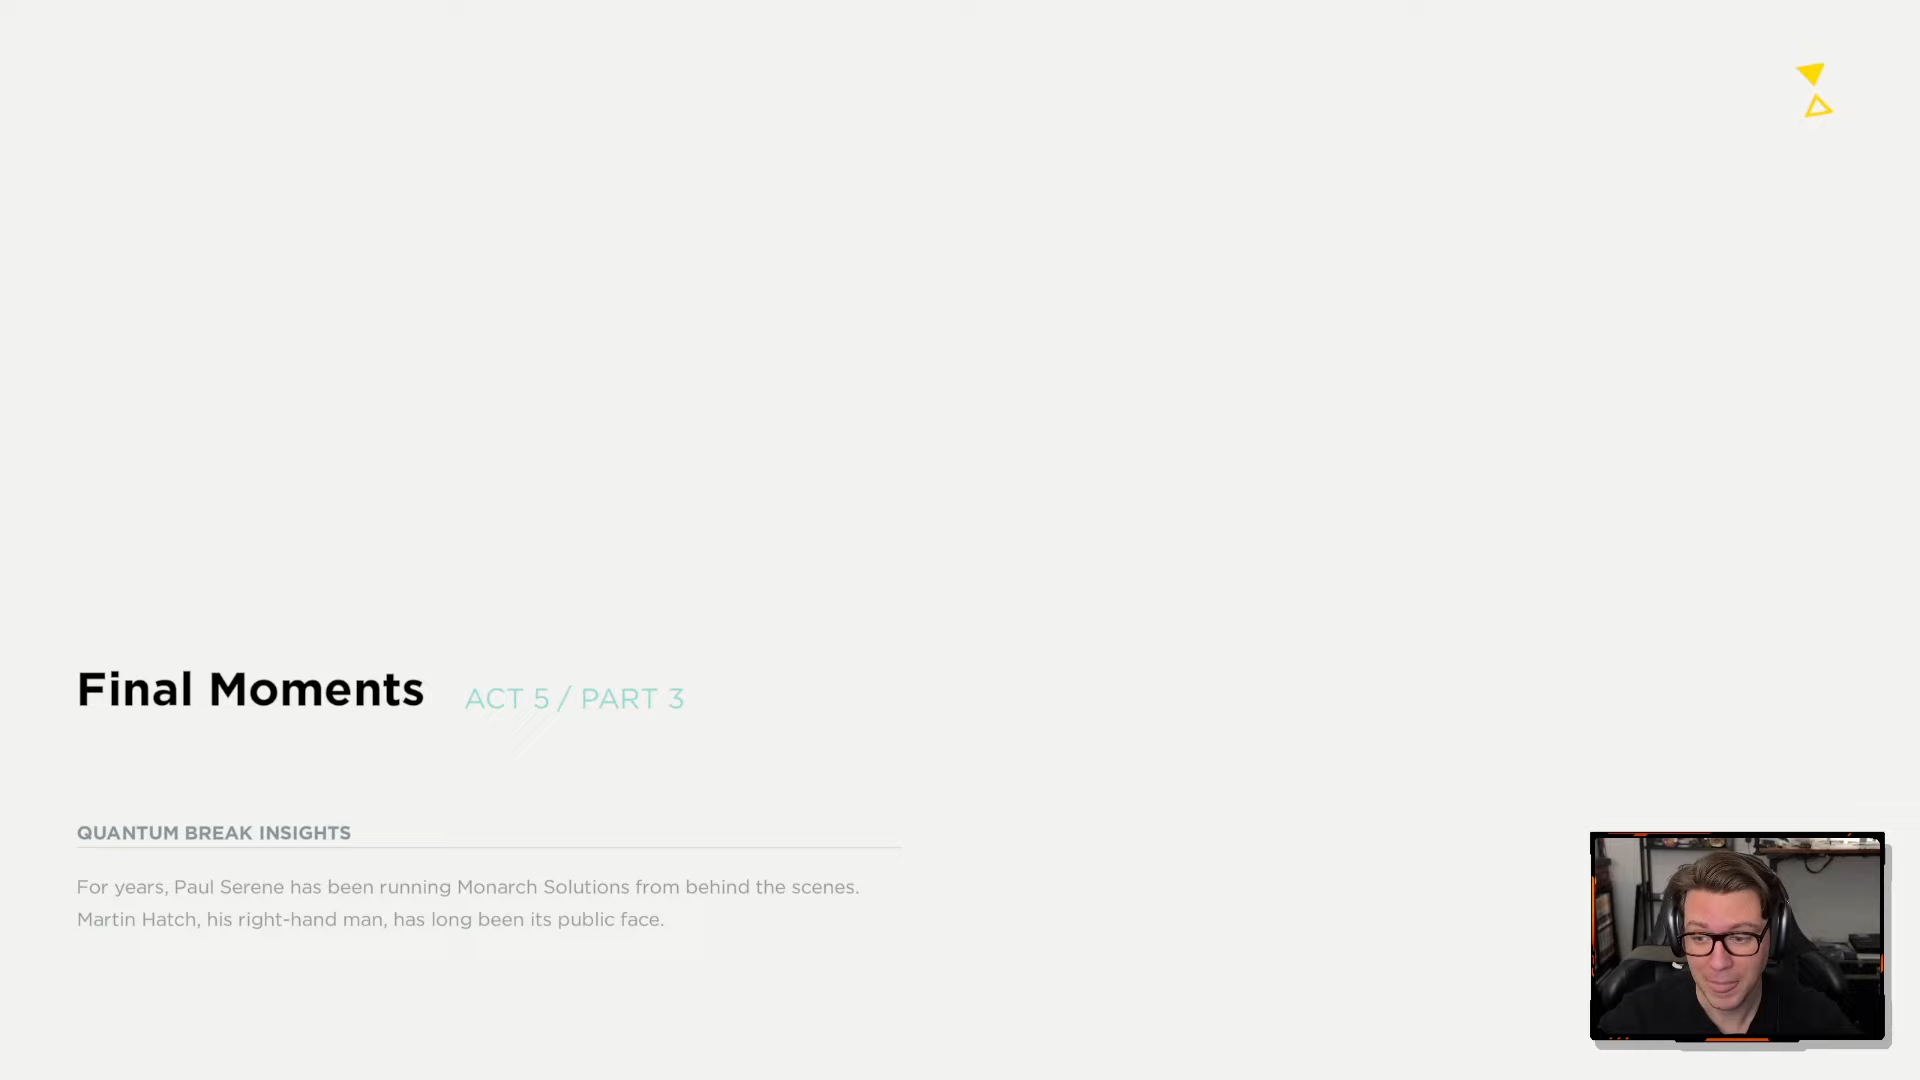 Final Moments ACT 5 / PART 3
QUANTUM BREAK INSIGHTS
For years, Paul Serene has been running Monarch Solutions from behind the scenes.
Martin Hatch, his right-hand man, has long been its public face.